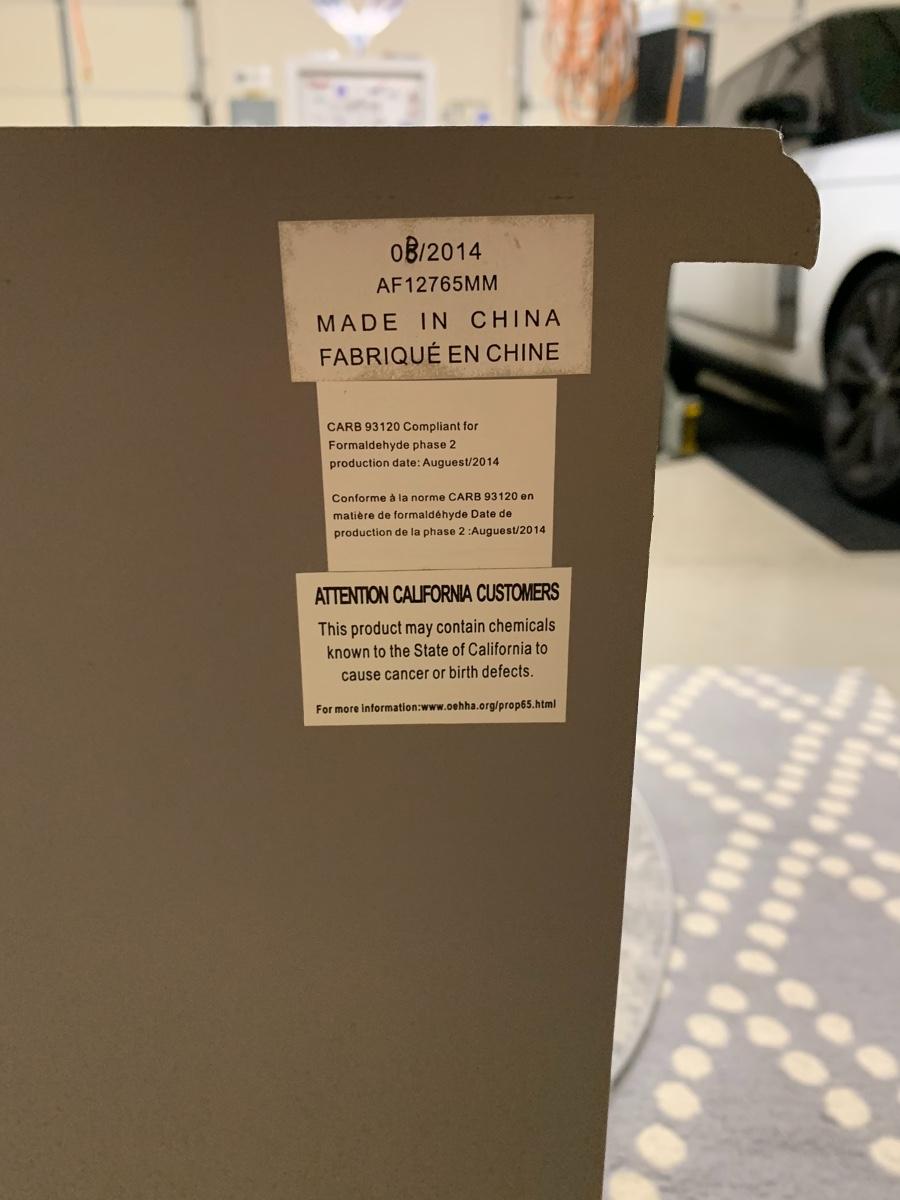 08/2014
AF12765MM
MADE IN CHINA
FABRIQUÉ EN CHINE
CARB 93120 Compliant for
Formaldehyde phase 2
production date: Auguest/2014
Conforme à la norme CARB 93120 en
matière de formaldéhyde Date de
production de la phase 2 :Auguest/2014
ATTENTION CALIFORNIA CUSTOMERS
This product may contain chemicals
known to the State of California to
cause cancer or birth defects.
For more information:www.oehha.org/prop65.html